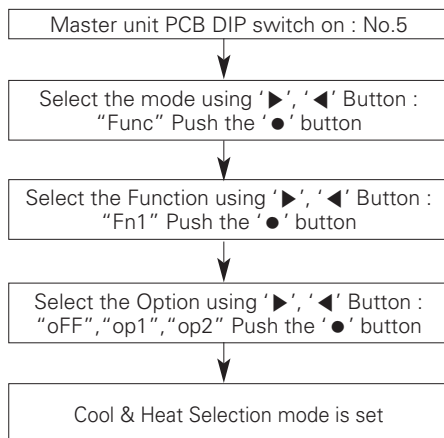 Master unit PCB DIP switch on : No.5
Select the mode using ‘▶’, ‘◀’ Button :
“Func” Push the ‘●’ button
Select the Function using ‘▶’, ‘◀’ Button :
“Fn1” Push the ‘●’ button
Select the Option using ‘▶’, ‘◀’ Button :
“oFF”,“op1”,“op2” Push the ‘●’ button
Cool & Heat Selection mode is set